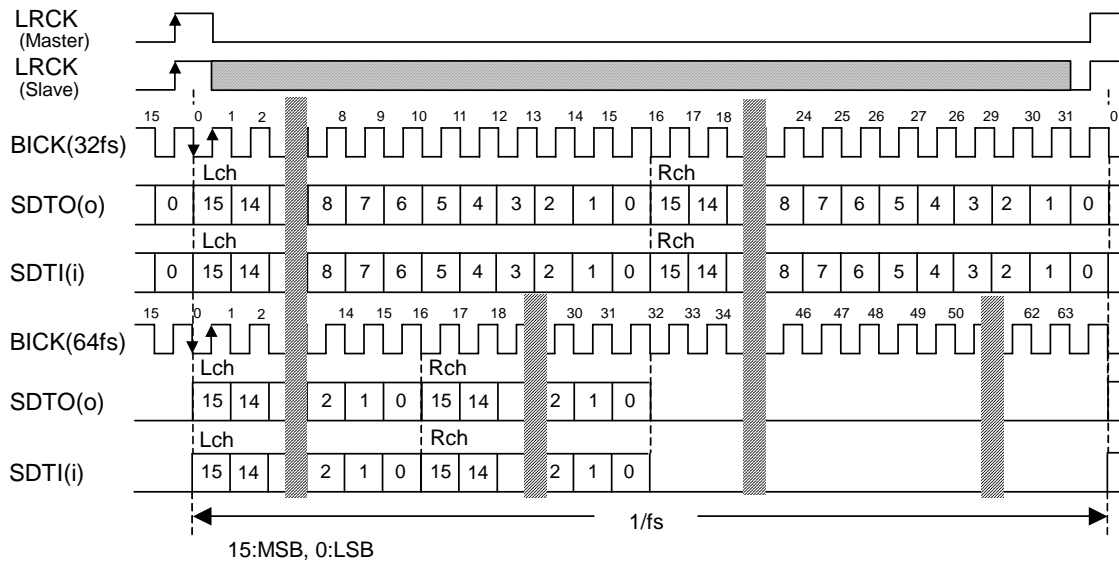 LRCK
(Master)
LRCK
(Slave)
15 0 1 2 8 9 10 11 12 13 14 15 16 17 18 24 25 26 27 26 29 30 31 0
BICK(32fs)
Lch Rch
SDTO(o) 0 15 14 8 7 6 5 4 3 2 1 0 15 14 8 7 6 5 4 3 2 1 0
Lch Rch
SDTI(i) 0 15 14 8 7 6 5 4 3 2 1 0 15 14 8 7 6 5 4 3 2 1 0
15 0 1 2 14 15 16 17 18 30 31 32 33 34 46 47 48 49 50 62 63
BICK(64fs)
Lch Rch
SDTO(o) 15 14 2 1 0 15 14 2 1 0
Lch Rch
SDTI(i) 15 14 2 1 0 15 14 2 1 0
1/fs
15:MSB, 0:LSB